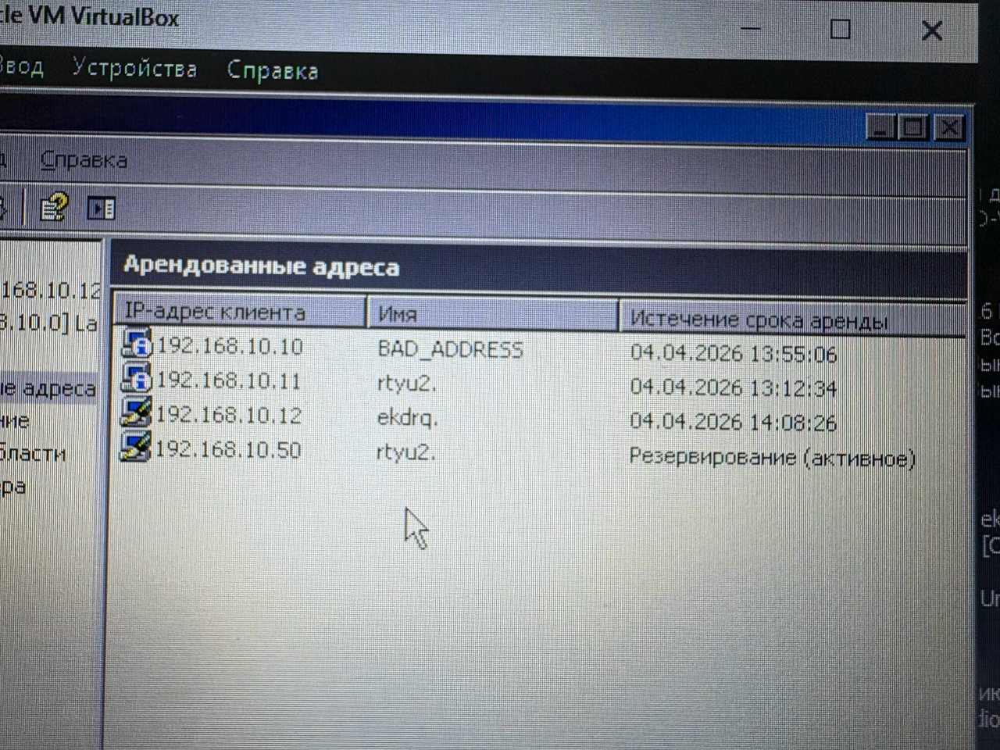 cle VM VirtualBox
Ввод Устройства Справка
Справка
Арендованные адреса
168.10.12
IP-адрес клиента Имя Истечение срока аренды
8.10.0] La
192.168.10.10 BAD_ADDRESS 04.04.2026 13:55:06
192.168.10.11 rtyu2. 04.04.2026 13:12:34
ые адреса
192.168.10.12 ekdrq. 04.04.2026 14:08:26
ние
192.168.10.50 rtyu2. Резервирование (активное)
бласти
ра